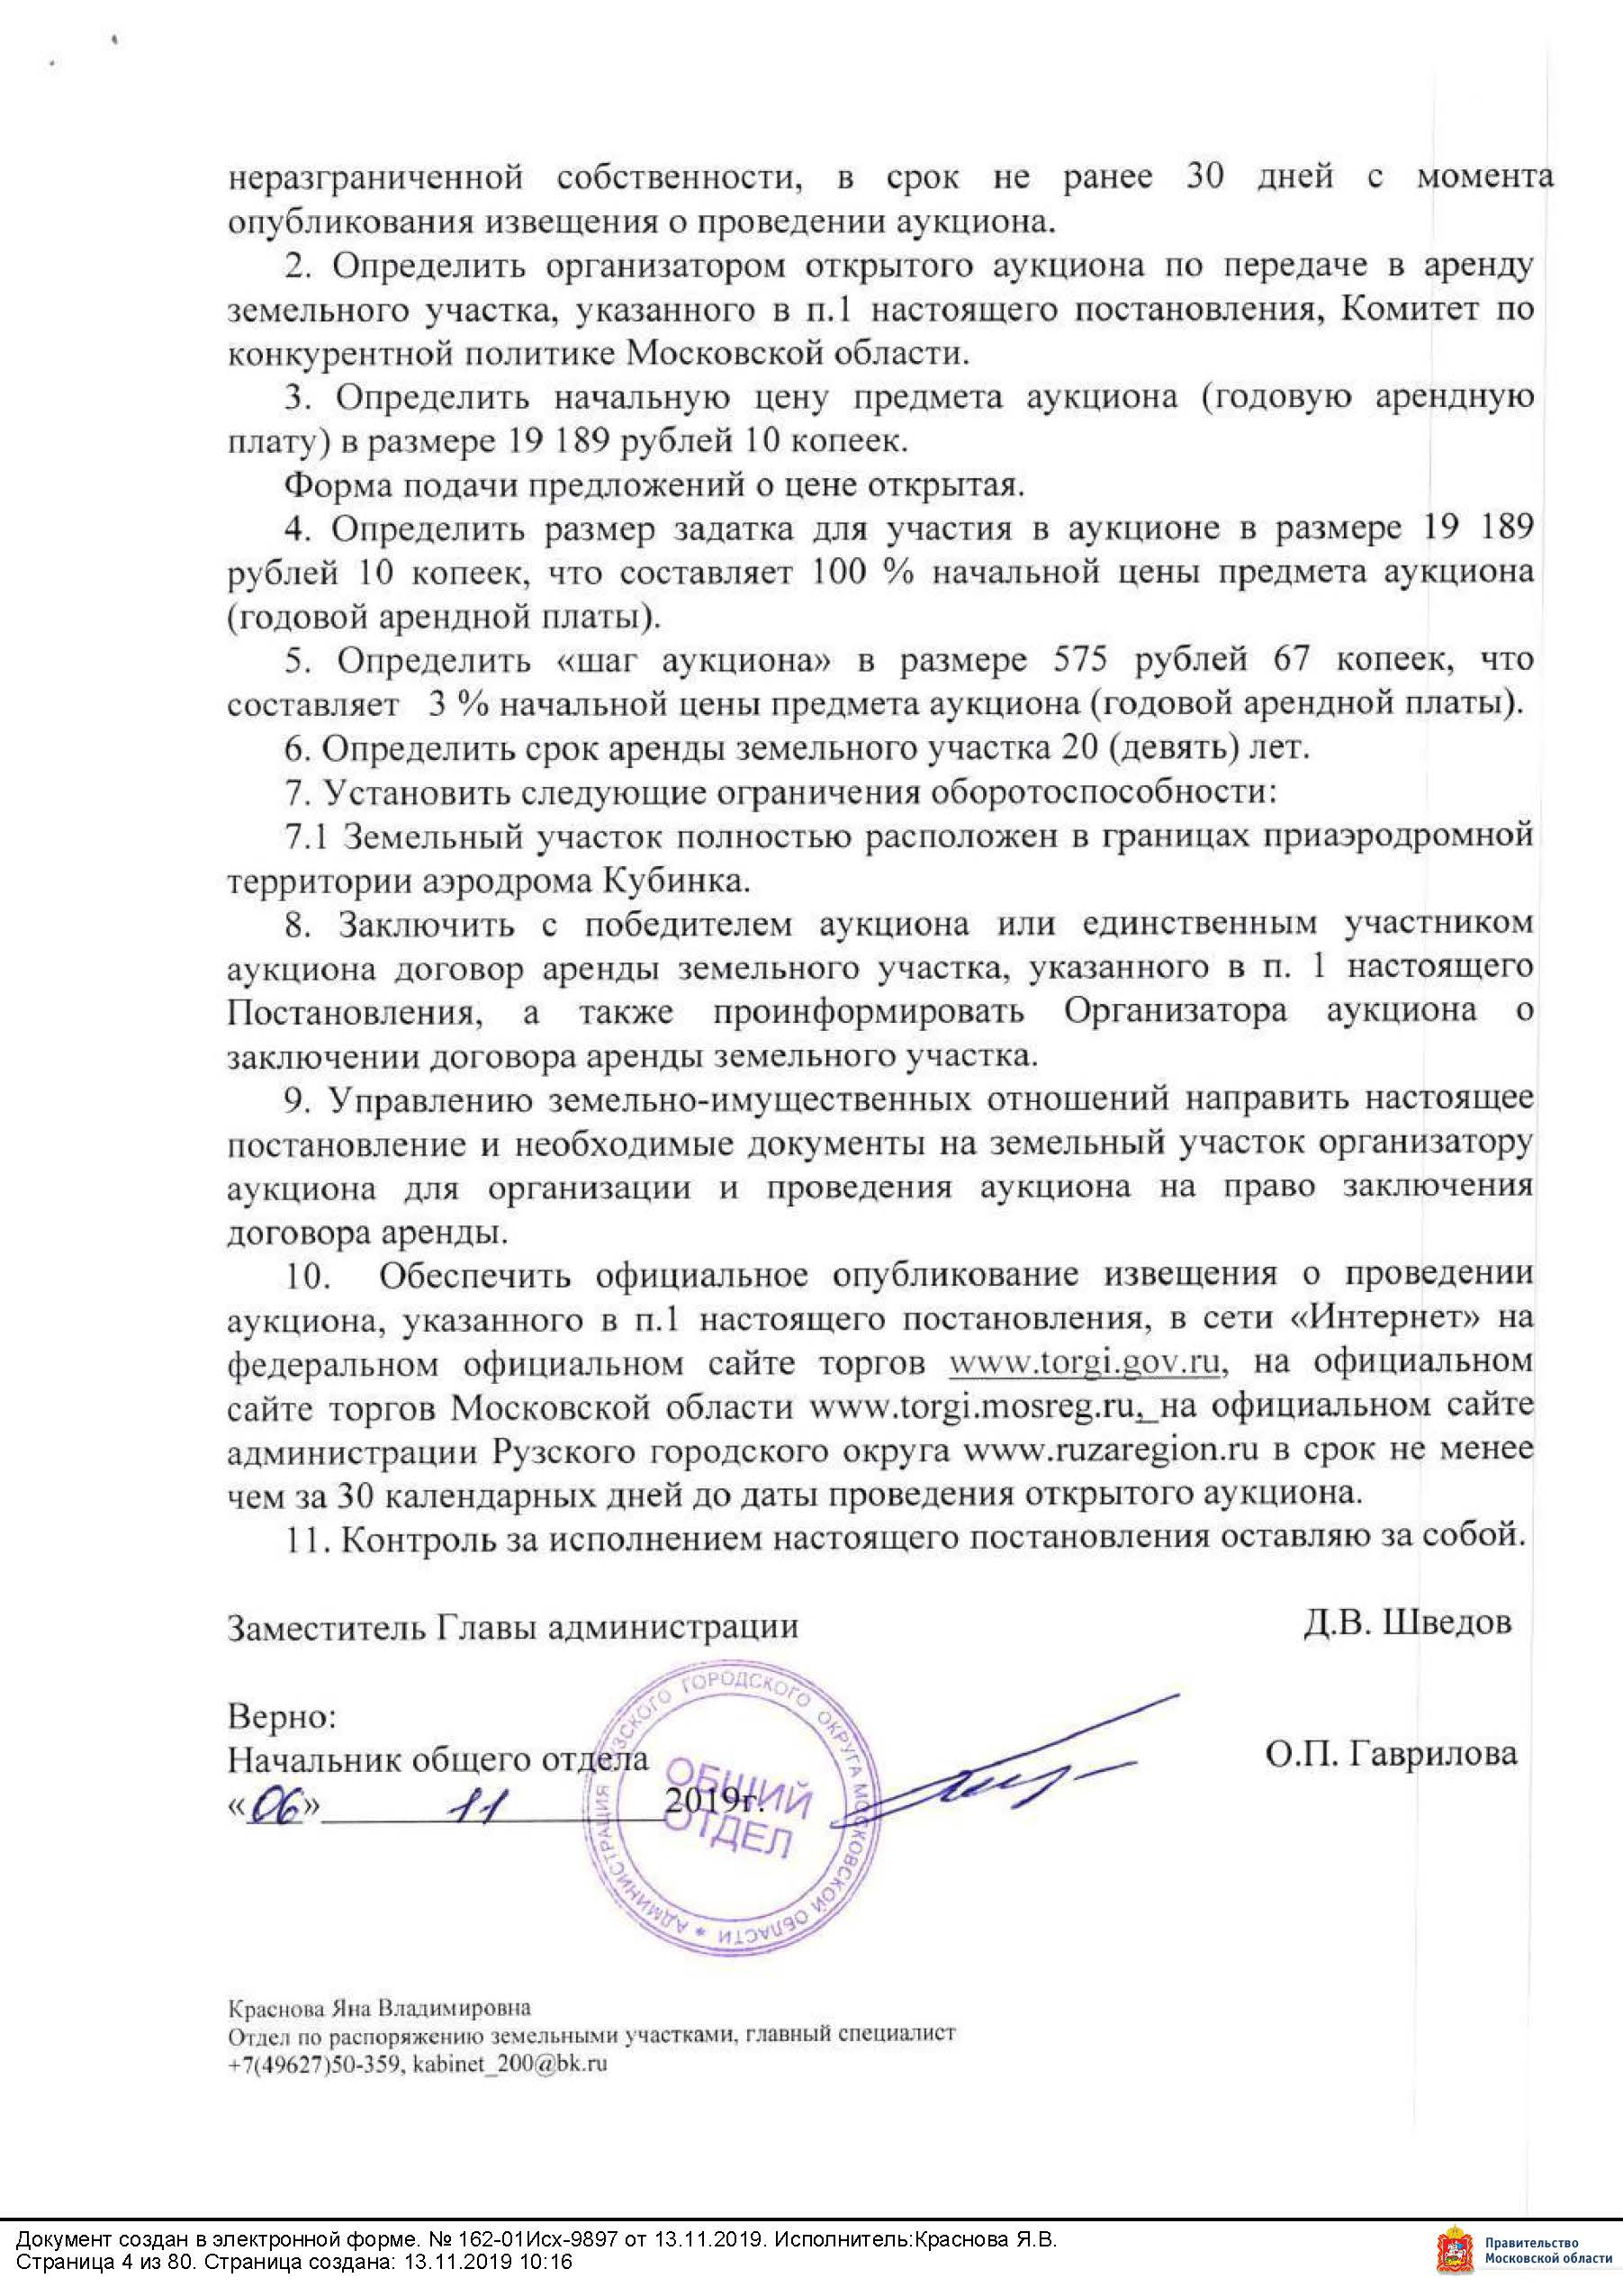 неразграниченной собственности, в срок не ранее 30 дней с момента
опубликования извещения о проведении аукциона.
2. Определить организатором открытого аукциона по передаче в аренду
земельного участка, указанного в п.1 настоящего постановления, Комитет по
конкурентной политике Московской области.
3. Определить начальную цену предмета аукциона (годовую арендную
плату) в размере 19 189 рублей 10 копеек.
Форма подачи предложений о цене открытая.
4. Определить размер задатка для участия в аукционе в размере 19 189
рублей 10 копеек, что составляет 100 % начальной цены предмета аукциона
(годовой арендной платы).
5. Определить «шаг аукциона» в размере 575 рублей 67 копеек, что
составляет 3 % начальной цены предмета аукциона (годовой арендной платы).
6. Определить срок аренды земельного участка 20 (девять) лет.
7. Установить следующие ограничения оборотоспособности:
7.1 Земельный участок полностью расположен в границах приаэродромной
территории аэродрома Кубинка.
8. Заключить с победителем аукциона или единственным участником
аукциона договор аренды земельного участка, указанного в п. 1 настоящего
Постановления, а также проинформировать Организатора аукциона о
заключении договора аренды земельного участка.
9. Управлению земельно-имущественных отношений направить настоящее
постановление и необходимые документы на земельный участок организатору
аукциона для организации и проведения аукциона на право заключения
договора аренды.
10. Обеспечить официальное опубликование извещения о проведении
аукциона, указанного в п.1 настоящего постановления, в сети «Интернет» на
федеральном официальном сайте торгов www.torgi.gov.ru, на официальном
сайте торгов Московской области www.torgi.mosreg.ru, на официальном сайте
администрации Рузского городского округа www.ruzaregion.ru в срок не менее
чем за 30 календарных дней до даты проведения открытого аукциона.
11. Контроль за исполнением настоящего постановления оставляю за собой.
Заместитель Главы администрации Д.В. Шведов
Верно:
Начальник общего отдела О.П. Гаврилова
«06» 11 2019г.
АДМИНИСТРАЦИЯ РУЗСКОГО ГОРОДСКОГО ОКРУГА МОСКОВСКОЙ ОБЛАСТИ *
ОБЩИЙ
ОТДЕЛ
Краснова Яна Владимировна
Отдел по распоряжению земельными участками, главный специалист
+7(49627)50-359, kabinet_200@bk.ru
Документ создан в электронной форме. № 162-01Исх-9897 от 13.11.2019. Исполнитель:Краснова Я.В.
Страница 4 из 80. Страница создана: 13.11.2019 10:16
Правительство
Московской области